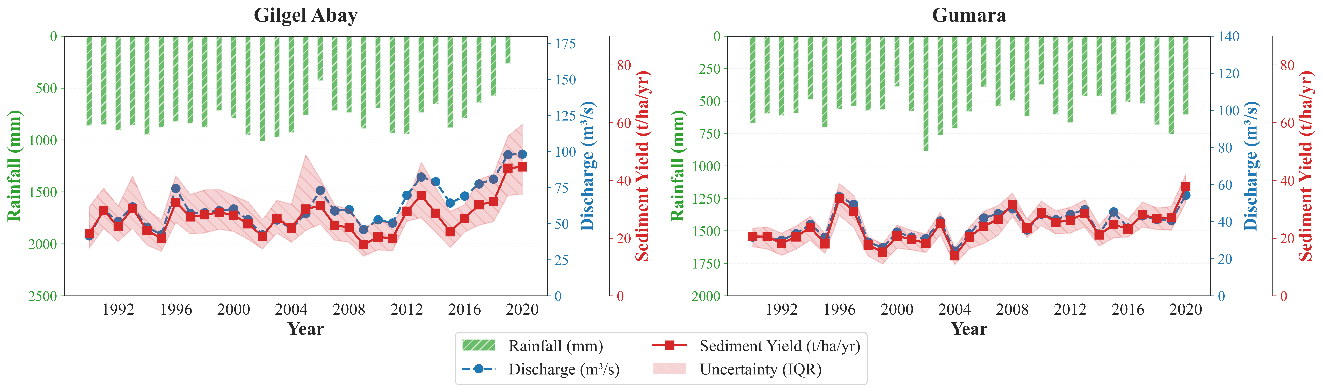 Gilgel Abay
Gumara
0
500
1000
1500
2000
2500
Rainfall (mm)
175
150
125
100
75
50
25
0
Discharge (m³/s)
80
60
40
20
0
Sediment Yield (t/ha/yr)
1992 1996 2000 2004 2008 2012 2016 2020
Year
0
250
500
750
1000
1250
1500
1750
2000
Rainfall (mm)
140
120
100
80
60
40
20
0
Discharge (m³/s)
80
60
40
20
0
Sediment Yield (t/ha/yr)
1992 1996 2000 2004 2008 2012 2016 2020
Year
Rainfall (mm)
Discharge (m³/s)
Sediment Yield (t/ha/yr)
Uncertainty (IQR)